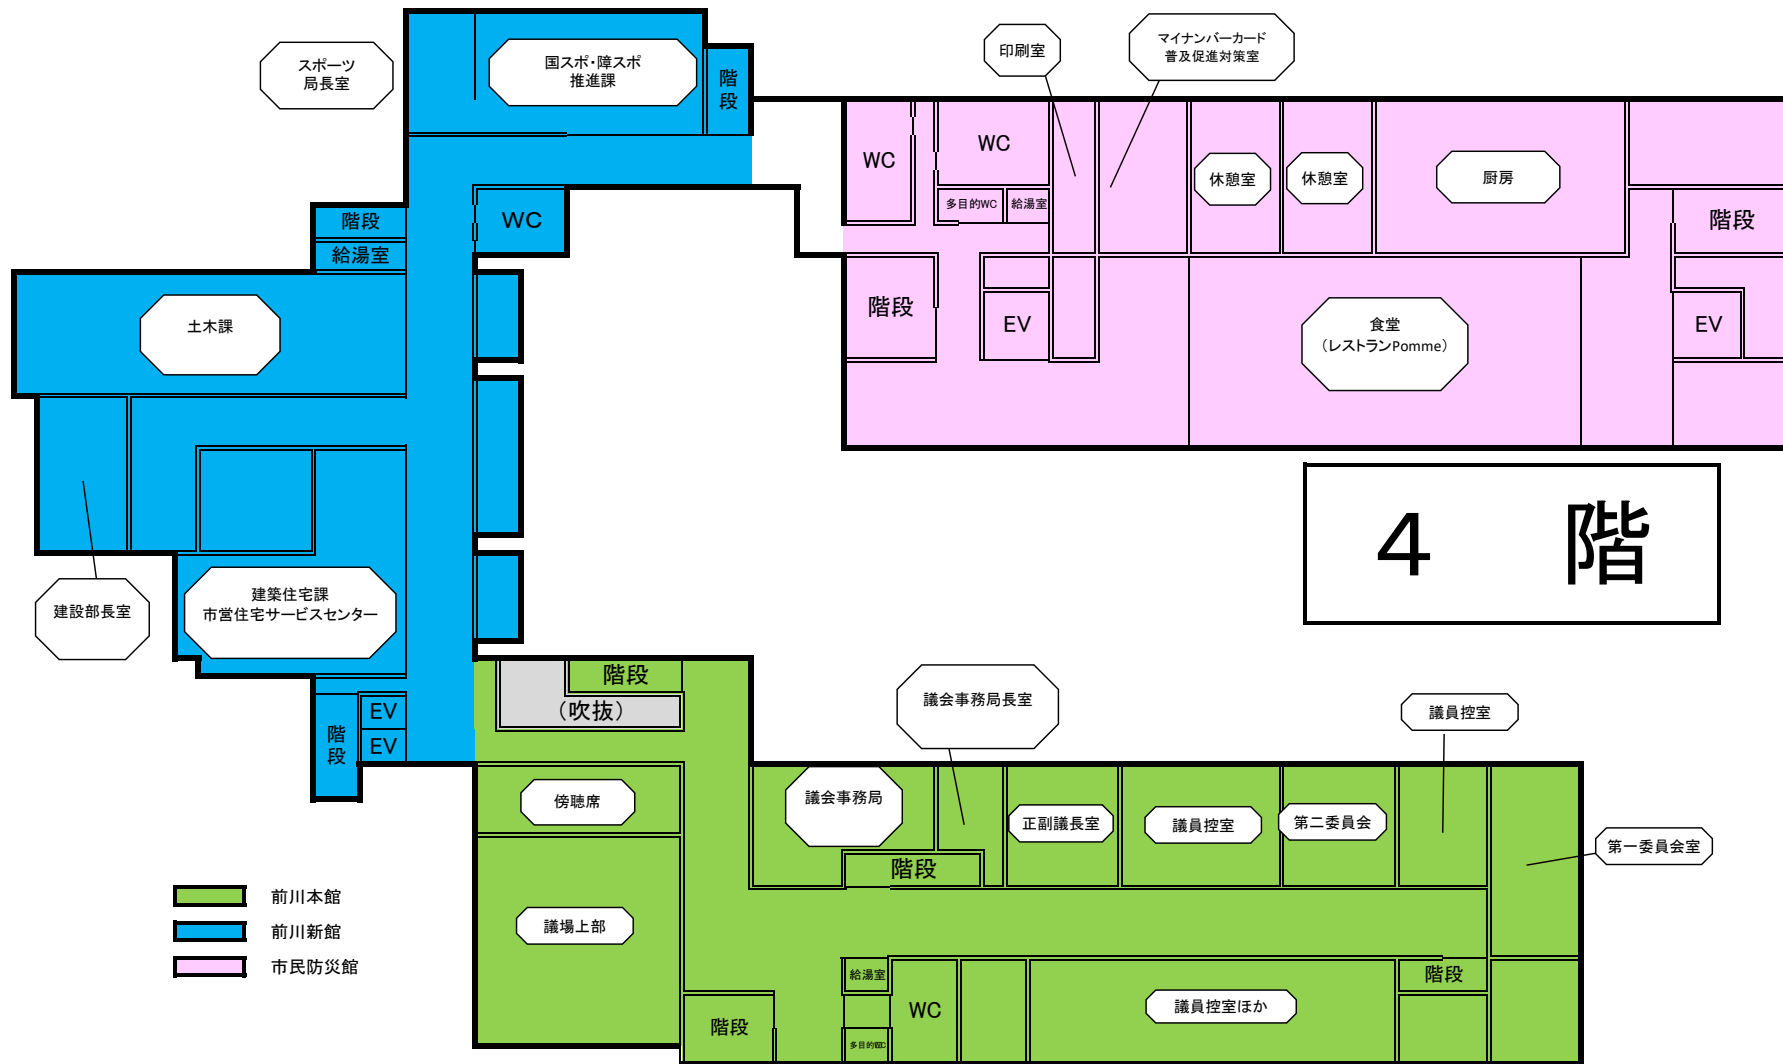 スポーツ
局長室
国スポ・障スポ
推進課
階
段
印刷室
マイナンバーカード
普及促進対策室
WC
WC
多目的WC
給湯室
休憩室
休憩室
厨房
階段
階段
給湯室
WC
土木課
階段
EV
食堂
（レストランPomme）
EV
4 階
建設部長室
建築住宅課
市営住宅サービスセンター
階
段
EV
EV
階段
（吹抜）
議会事務局長室
議員控室
傍聴席
議会事務局
正副議長室
議員控室
第二委員会
第一委員会室
階段
議場上部
前川本館
前川新館
市民防災館
給湯室
多目的WC
WC
階段
議員控室ほか
階段